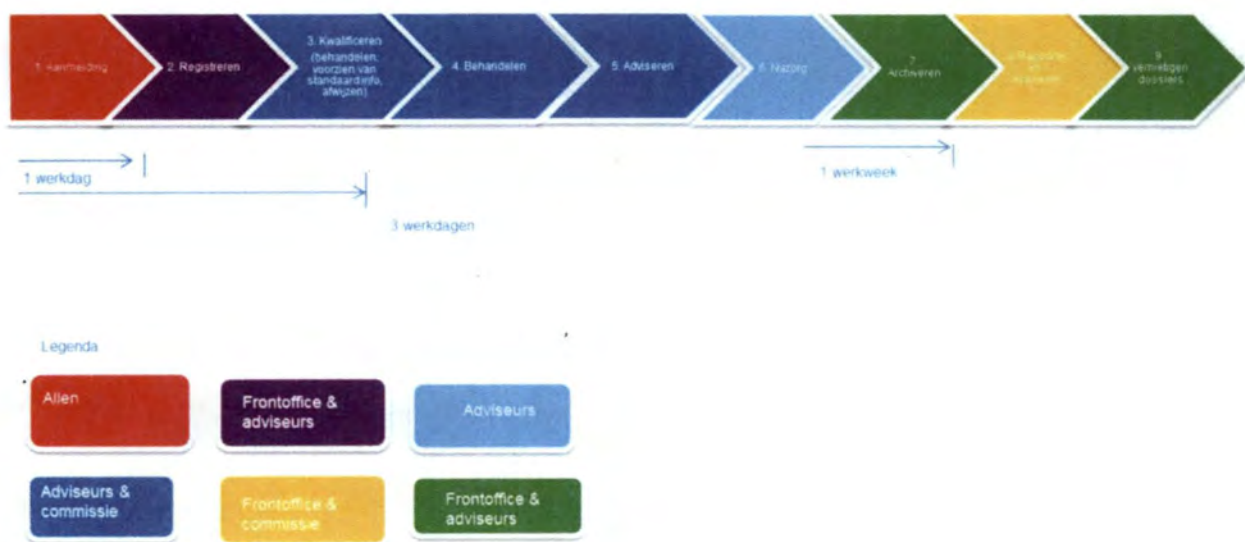 1. Aanmelding
2. Registreren
3. Kwalificeren
(behandelen,
voorzien van
standaardinfo,
afwijzen)
4. Behandelen
5. Adviseren
6. Nazorg
7.
Archiveren
9.
vernietigen
dossiers
1 werkdag
1 werkweek
3 werkdagen
Legenda
Allen
Frontoffice &
adviseurs
Adviseurs
Adviseurs &
commissie
Frontoffice &
commissie
Frontoffice &
adviseurs